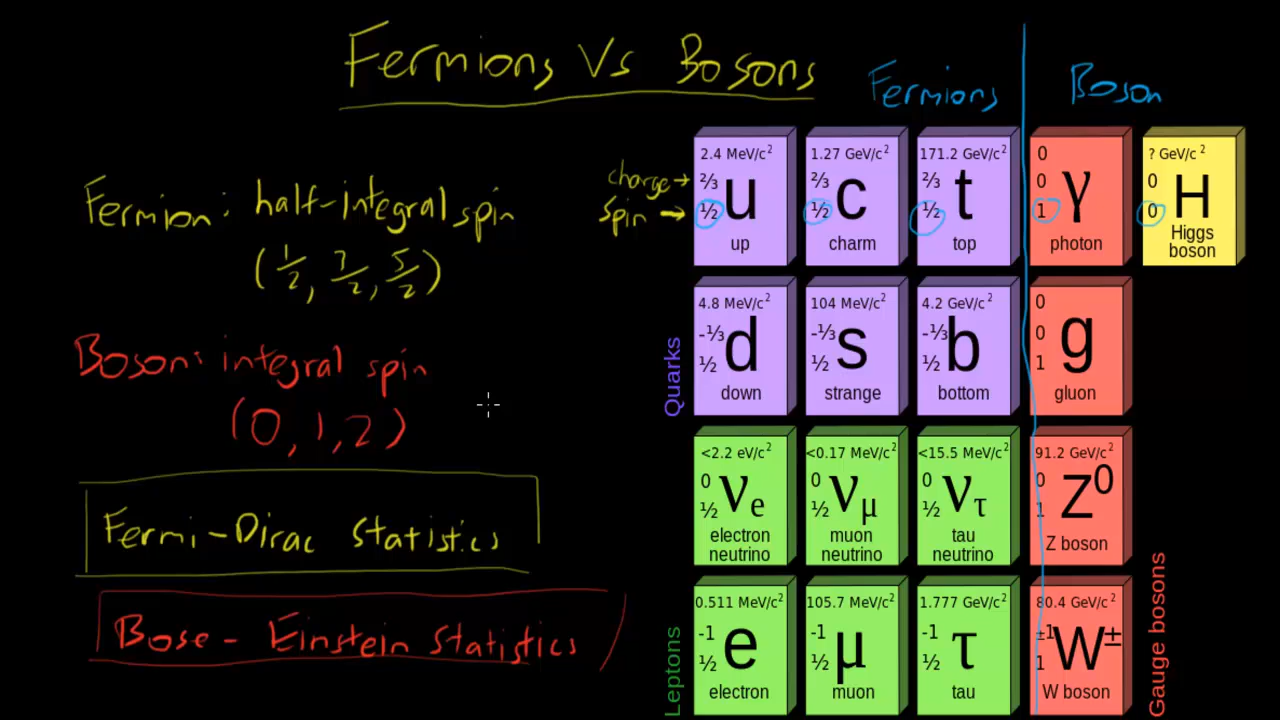 Fermions Vs Bosons
Fermions
Boson
Fermion: half-integral spin
(1/2, 3/2, 5/2)
Boson: integral spin
(0, 1, 2)
Fermi-Dirac statistics
Bose-Einstein statistics
charge→
spin→
2.4 MeV/c²
⅔
½
u
up
1.27 GeV/c²
⅔
½
c
charm
171.2 GeV/c²
⅔
½
t
top
0
0
1
γ
photon
? GeV/c²
0
0
H
Higgs
boson
Quarks
4.8 MeV/c²
-⅓
½
d
down
104 MeV/c²
-⅓
½
s
strange
4.2 GeV/c²
-⅓
½
b
bottom
0
0
1
g
gluon
<2.2 eV/c²
0
½
νe
electron
neutrino
<0.17 MeV/c²
0
½
νμ
muon
neutrino
<15.5 MeV/c²
0
½
ντ
tau
neutrino
91.2 GeV/c²
0
1
Z⁰
Z boson
Leptons
0.511 MeV/c²
-1
½
e
electron
105.7 MeV/c²
-1
½
μ
muon
1.777 GeV/c²
-1
½
τ
tau
80.4 GeV/c²
±1
1
W±
W boson
Gauge bosons